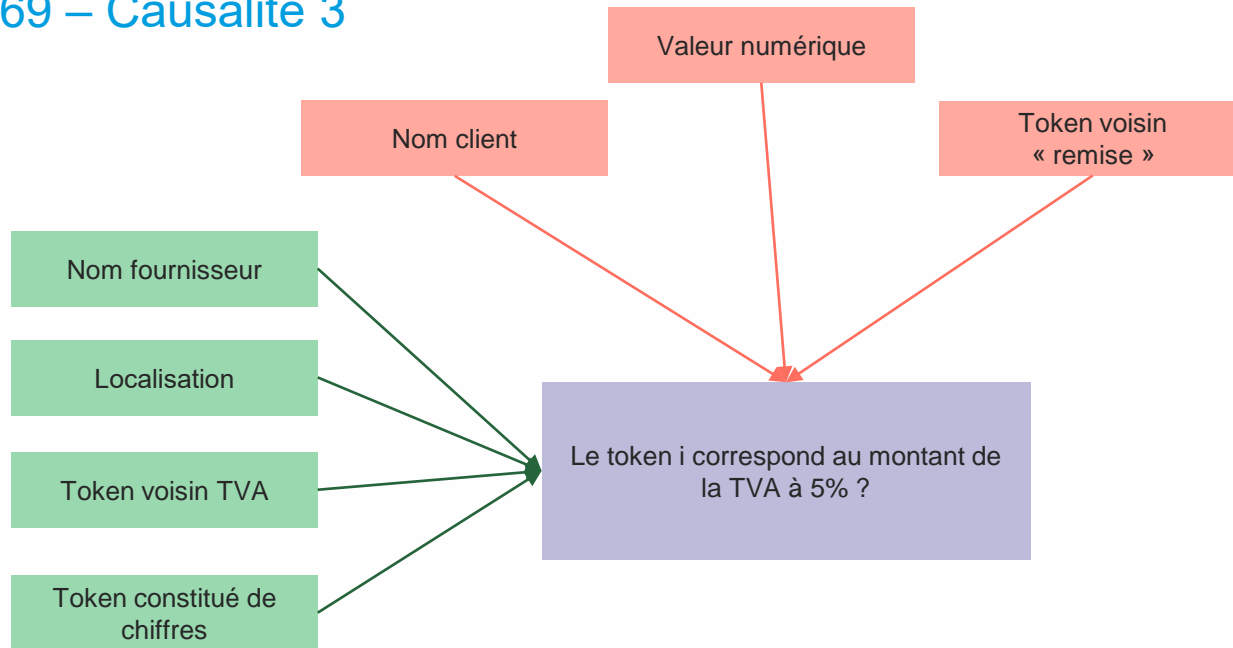 69 – Causalité 3
Valeur numérique
Nom client
Token voisin
« remise »
Nom fournisseur
Localisation
Token voisin TVA
Token constitué de
chiffres
Le token i correspond au montant de
la TVA à 5% ?